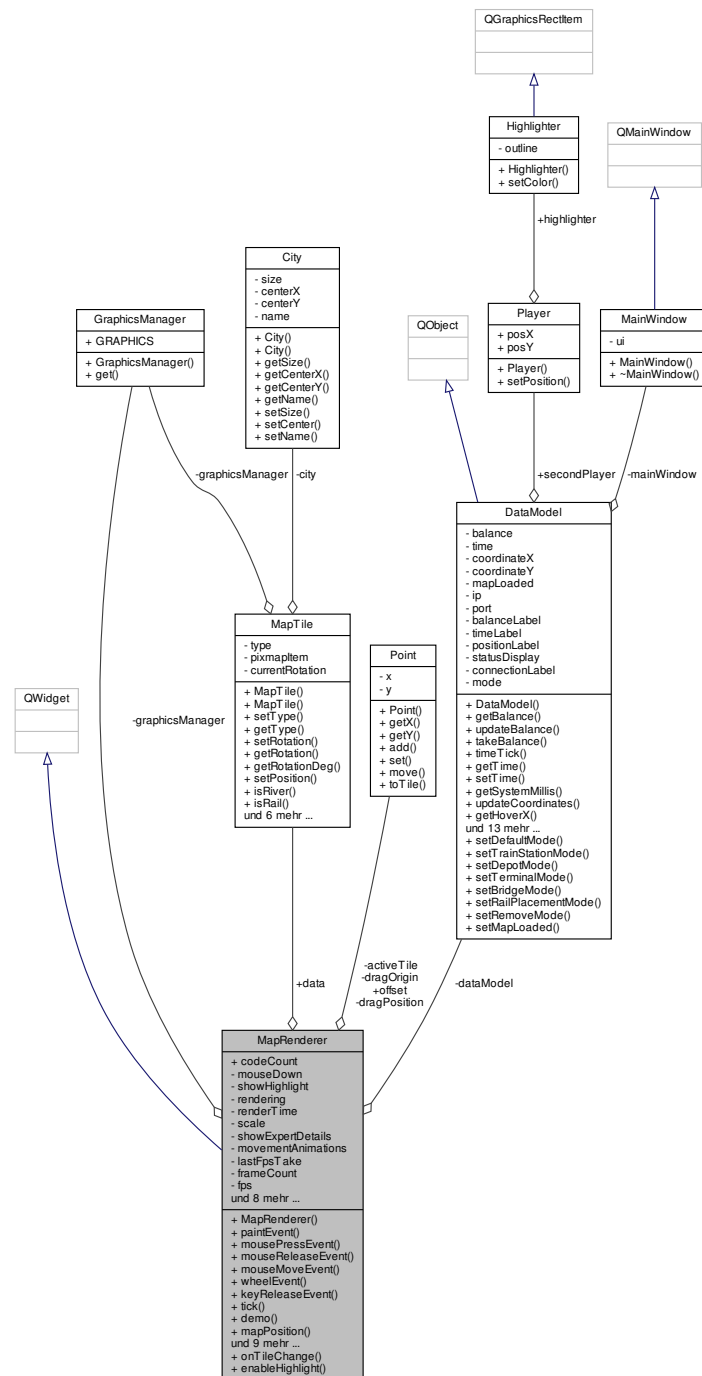 QGraphicsRectItem
Highlighter
- outline
+ Highlighter()
+ setColor()
QMainWindow
+highlighter
City
- size
- centerX
- centerY
- name
+ City()
+ City()
+ getSize()
+ getCenterX()
+ getCenterY()
+ getName()
+ setSize()
+ setCenter()
+ setName()
GraphicsManager
+ GRAPHICS
+ GraphicsManager()
+ get()
QObject
Player
+ posX
+ posY
+ Player()
+ setPosition()
MainWindow
- ui
+ MainWindow()
+ ~MainWindow()
-graphicsManager
-city
+secondPlayer
-mainWindow
DataModel
- balance
- time
- coordinateX
- coordinateY
- mapLoaded
- ip
- port
- balanceLabel
- timeLabel
- positionLabel
- statusDisplay
- connectionLabel
- mode
+ DataModel()
+ getBalance()
+ updateBalance()
+ takeBalance()
+ timeTick()
+ getTime()
+ setTime()
+ getSystemMillis()
+ updateCoordinates()
+ getHoverX()
und 13 mehr ...
+ setDefaultMode()
+ setTrainStationMode()
+ setDepotMode()
+ setTerminalMode()
+ setBridgeMode()
+ setRailPlacementMode()
+ setRemoveMode()
+ setMapLoaded()
MapTile
- type
- pixmapItem
- currentRotation
+ MapTile()
+ MapTile()
+ setType()
+ getType()
+ setRotation()
+ getRotation()
+ getRotationDeg()
+ setPosition()
+ isRiver()
+ isRail()
und 6 mehr ...
Point
- x
- y
+ Point()
+ getX()
+ getY()
+ add()
+ set()
+ move()
+ toTile()
QWidget
-graphicsManager
+data
-activeTile
-dragOrigin
+offset
-dragPosition
-dataModel
MapRenderer
+ codeCount
- mouseDown
- showHighlight
- rendering
- renderTime
- scale
- showExpertDetails
- movementAnimations
- lastFpsTake
- frameCount
- fps
und 8 mehr ...
+ MapRenderer()
+ paintEvent()
+ mousePressEvent()
+ mouseReleaseEvent()
+ mouseMoveEvent()
+ wheelEvent()
+ keyReleaseEvent()
+ tick()
+ demo()
+ mapPosition()
und 9 mehr ...
+ onTileChange()
+ enableHighlight()